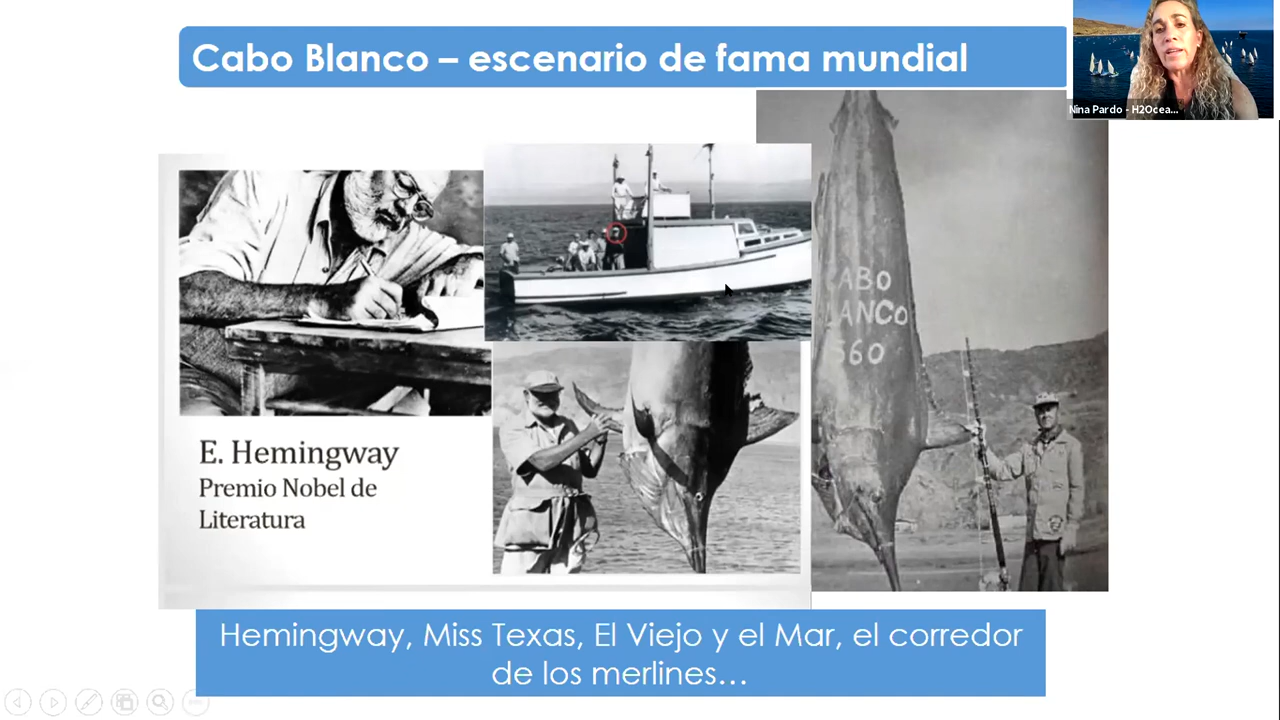 Cabo Blanco – escenario de fama mundial
Nina Pardo - H2Ocea...
CABO
LANCO
560
E. Hemingway
Premio Nobel de
Literatura
Hemingway, Miss Texas, El Viejo y el Mar, el corredor
de los merlines...